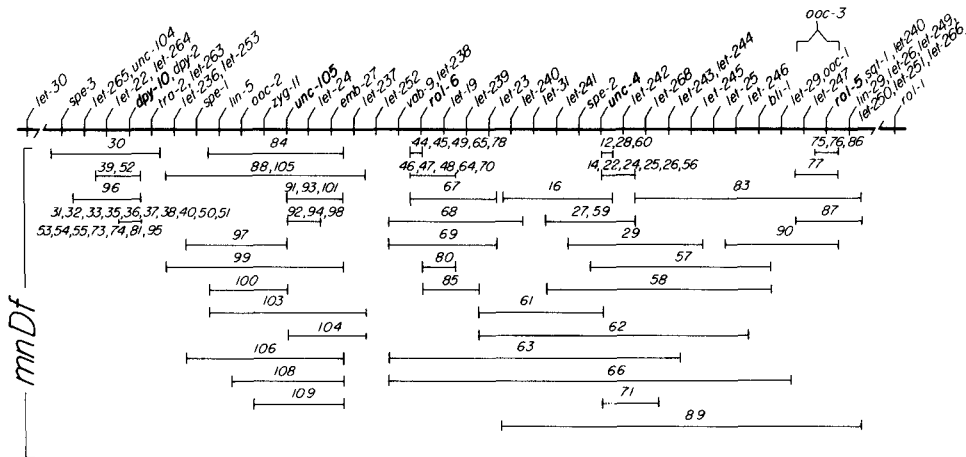 ooc-3
let-30
spe-3
let-265, unc-104
let-22, let-264
dpy-10, dpy-2
tra-2, let-263
let-236, let-253
spe-1
lin-5
ooc-2
zyg-11
unc-105
let-24
emb-27
let-237
let-252
vab-9, let-238
rol-6
let-19
let-239
let-23
let-240
let-31
let-241
spe-2
unc-4
let-242
let-268
let-243, let-244
let-245
let-25
let-246
bli-1
let-29, ooc-1
let-247
rol-5, sqt-1, let240
lin-29, let-26, let-249,
let-250, let-251, let-266,
rol-1
mnDf
30 84 44, 45, 49, 65, 78 12, 28, 60 75, 76, 86
39, 52 88, 105 46, 47, 48, 64, 70 14, 22, 24, 25, 26, 56 77
96 91, 93, 101 67 16 83
31, 32, 33, 35, 36, 37, 38, 40, 50, 51 92, 94, 98 68 27, 59 87
53, 54, 55, 73, 74, 81, 95 97 69 29 90
99 80 57
100 85 58
103 61
104 62
106 63
108 66
109 71
89